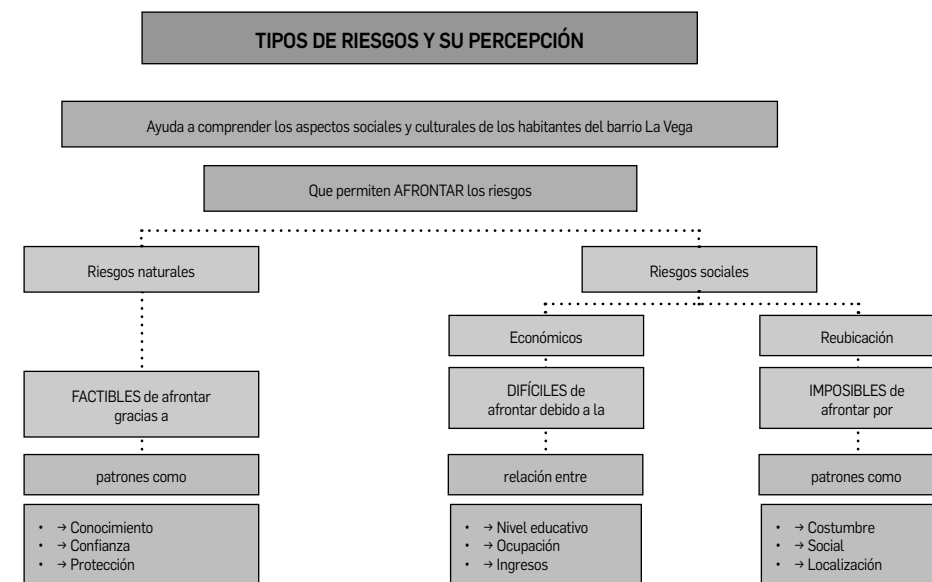 TIPOS DE RIESGOS Y SU PERCEPCIÓN
Ayuda a comprender los aspectos sociales y culturales de los habitantes del barrio La Vega
Que permiten AFRONTAR los riesgos
Riesgos naturales
Riesgos sociales
Económicos
Reubicación
FACTIBLES de afrontar
gracias a
DIFÍCILES de
afrontar debido a la
IMPOSIBLES de
afrontar por
patrones como
relación entre
patrones como
• → Conocimiento
• → Confianza
• → Protección
• → Nivel educativo
• → Ocupación
• → Ingresos
• → Costumbre
• → Social
• → Localización